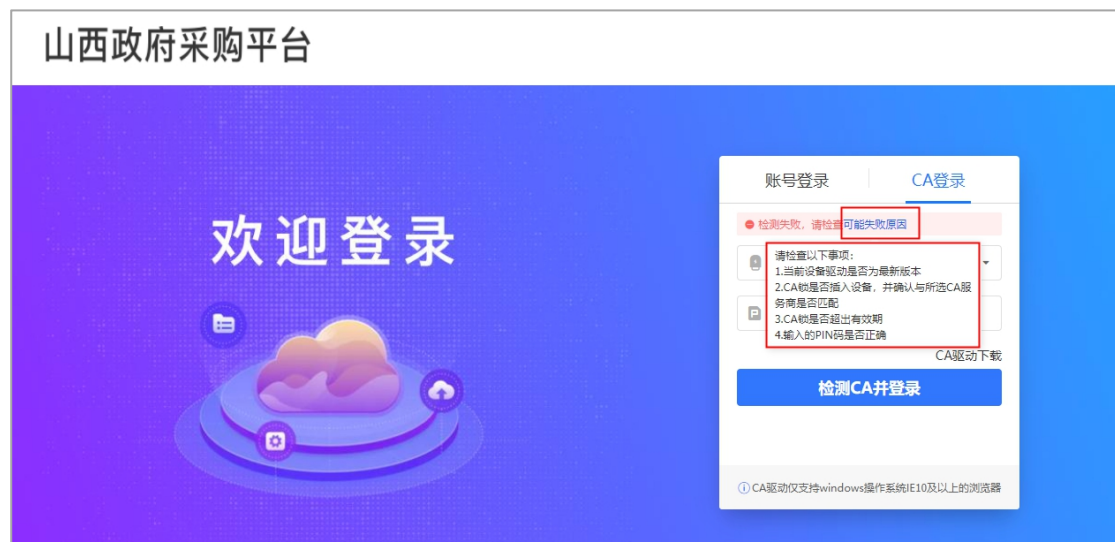 山西政府采购平台
欢迎登录
账号登录
CA登录
检测失败，请检查可能失败原因
请检查以下事项：
1.当前设备驱动是否为最新版本
2.CA锁是否插入设备，并确认与所选CA服
务商是否匹配
3.CA锁是否超出有效期
4.输入的PIN码是否正确
CA驱动下载
检测CA并登录
CA驱动仅支持windows操作系统IE10及以上的浏览器